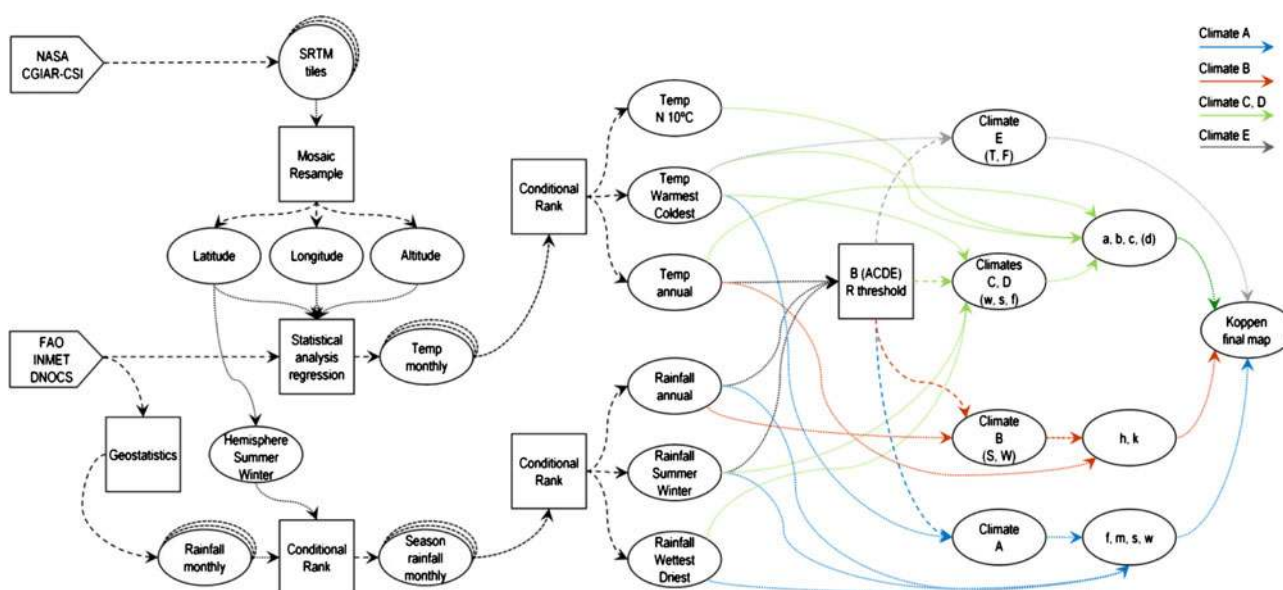 NASA
CGIAR-CSI
SRTM
tiles
Mosaic
Resample
Latitude
Longitude
Altitude
FAO
INMET
DNOCS
Statistical
analysis
regression
Temp
monthly
Geostatistics
Hemisphere
Summer
Winter
Rainfall
monthly
Conditional
Rank
Season
rainfall
monthly
Conditional
Rank
Conditional
Rank
Temp
N 10ºC
Temp
Warmest
Coldest
Temp
annual
Rainfall
annual
Rainfall
Summer
Winter
Rainfall
Wettest
Driest
B (ACDE)
R threshold
Climate
E
(T, F)
Climates
C, D
(w, s, f)
Climate
B
(S, W)
Climate
A
a, b, c, (d)
h, k
f, m, s, w
Koppen
final map
Climate A
Climate B
Climate C, D
Climate E